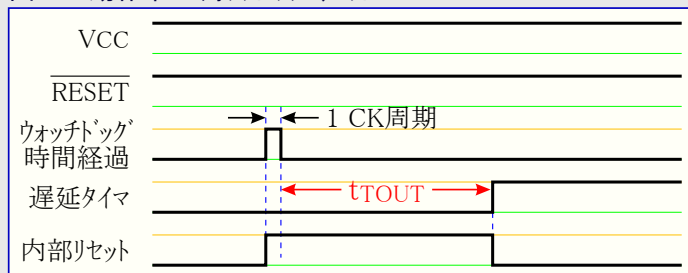 VCC
RESET
1 CK周期
ウォッチドッグ
時間経過
tTOUT
遅延タイマ
内部リセット